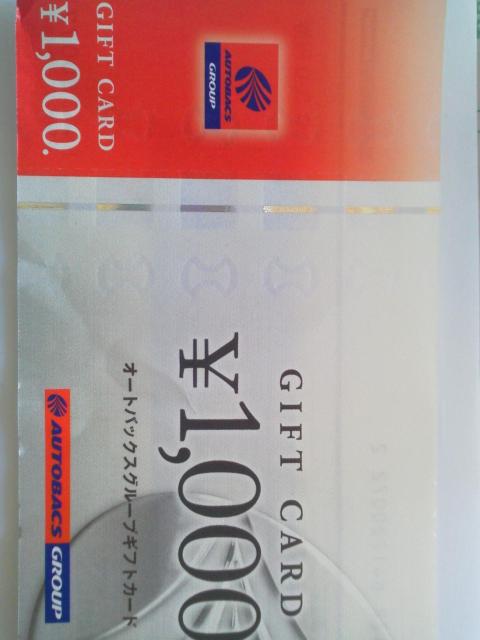 GIFT CARD
¥1,000.
AUTOBACS
GROUP
GIFT CARD
¥1,000
オートバックスグループギフトカード
AUTOBACS GROUP